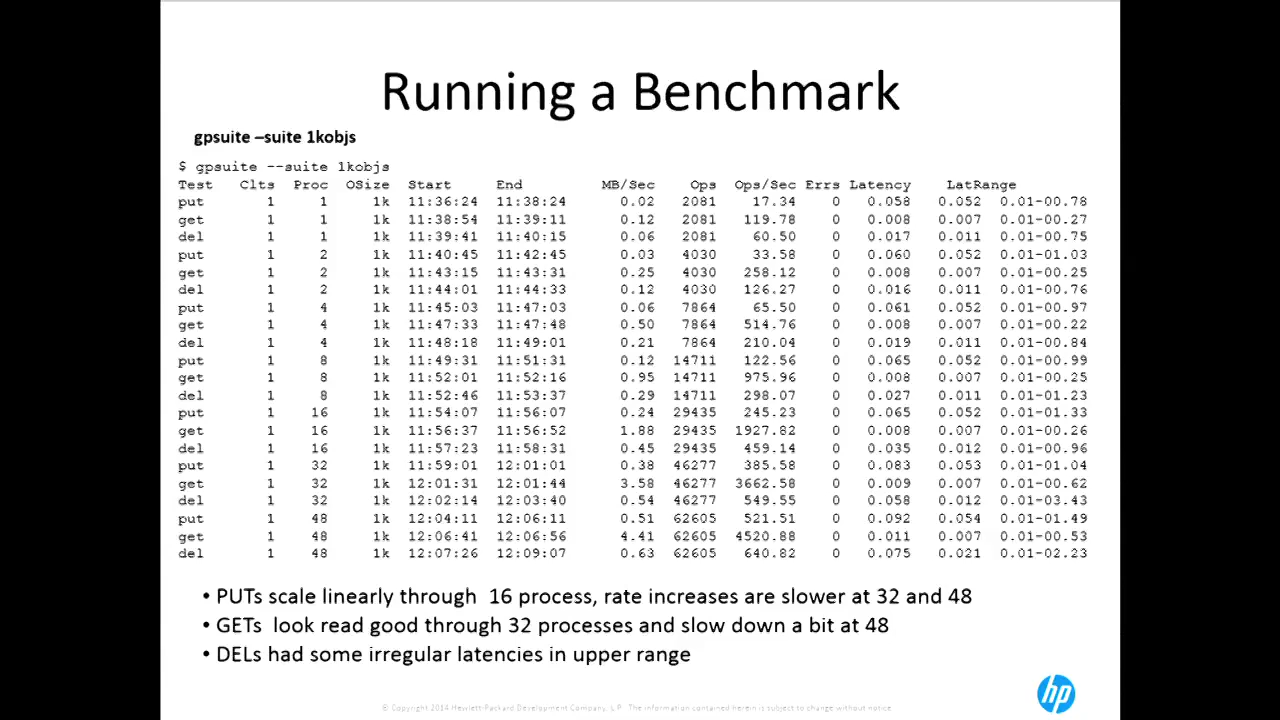 Running a Benchmark
gpsuite –suite 1kobjs
$ gpsuite --suite 1kobjs
Test Clts Proc OSize Start End MB/Sec Ops Ops/Sec Errs Latency LatRange
put 1 1 1k 11:36:24 11:38:24 0.02 2081 17.34 0 0.058 0.052 0.01-00.78
get 1 1 1k 11:38:54 11:39:11 0.12 2081 119.78 0 0.008 0.007 0.01-00.27
del 1 1 1k 11:39:41 11:40:15 0.06 2081 60.50 0 0.017 0.011 0.01-00.75
put 1 2 1k 11:40:45 11:42:45 0.03 4030 33.58 0 0.060 0.052 0.01-01.03
get 1 2 1k 11:43:15 11:43:31 0.25 4030 258.12 0 0.008 0.007 0.01-00.25
del 1 2 1k 11:44:01 11:44:33 0.12 4030 126.27 0 0.016 0.011 0.01-00.76
put 1 4 1k 11:45:03 11:47:03 0.06 7864 65.50 0 0.061 0.052 0.01-00.97
get 1 4 1k 11:47:33 11:47:48 0.50 7864 514.76 0 0.008 0.007 0.01-00.22
del 1 4 1k 11:48:18 11:49:01 0.21 7864 210.04 0 0.019 0.011 0.01-00.84
put 1 8 1k 11:49:31 11:51:31 0.12 14711 122.56 0 0.065 0.052 0.01-00.99
get 1 8 1k 11:52:01 11:52:16 0.95 14711 975.96 0 0.008 0.007 0.01-00.25
del 1 8 1k 11:52:46 11:53:37 0.29 14711 298.07 0 0.027 0.011 0.01-01.23
put 1 16 1k 11:54:07 11:56:07 0.24 29435 245.23 0 0.065 0.052 0.01-01.33
get 1 16 1k 11:56:37 11:56:52 1.88 29435 1927.82 0 0.008 0.007 0.01-00.26
del 1 16 1k 11:57:23 11:58:31 0.45 29435 459.14 0 0.035 0.012 0.01-00.96
put 1 32 1k 11:59:01 12:01:01 0.38 46277 385.58 0 0.083 0.053 0.01-01.04
get 1 32 1k 12:01:31 12:01:44 3.58 46277 3662.58 0 0.009 0.007 0.01-00.62
del 1 32 1k 12:02:14 12:03:40 0.54 46277 549.55 0 0.058 0.012 0.01-03.43
put 1 48 1k 12:04:11 12:06:11 0.51 62605 521.51 0 0.092 0.054 0.01-01.49
get 1 48 1k 12:06:41 12:06:56 4.41 62605 4520.88 0 0.011 0.007 0.01-00.53
del 1 48 1k 12:07:26 12:09:07 0.63 62605 640.82 0 0.075 0.021 0.01-02.23
• PUTs scale linearly through 16 process, rate increases are slower at 32 and 48
• GETs look read good through 32 processes and slow down a bit at 48
• DELs had some irregular latencies in upper range
hp
© Copyright 2014 Hewlett-Packard Development Company, L.P. The information contained herein is subject to change without notice